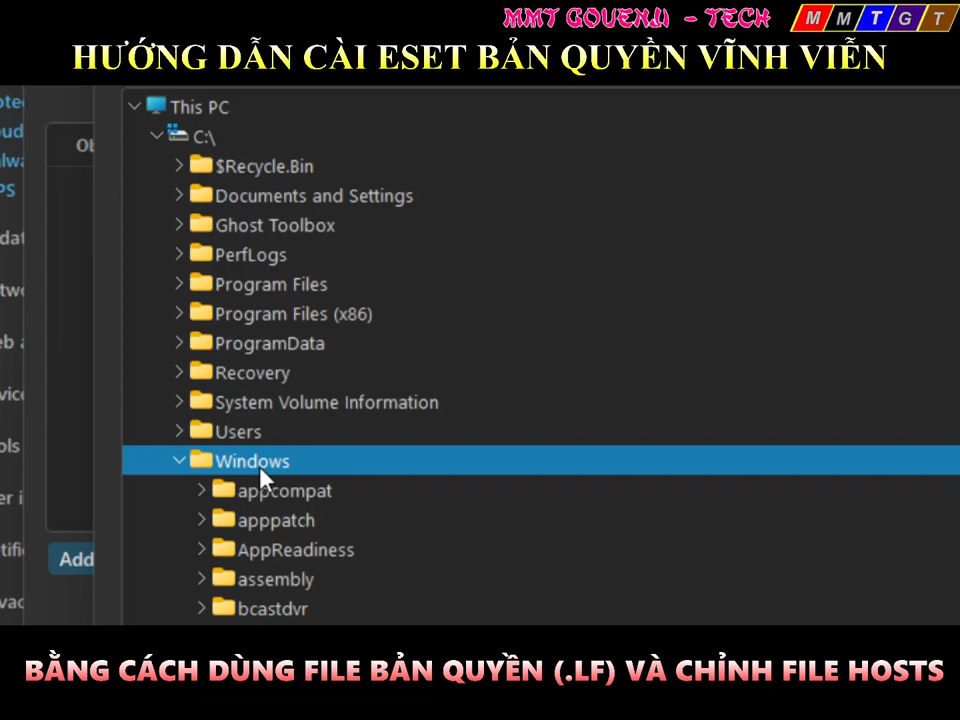 MMT GOUENJI - TECH
M M T G T
HƯỚNG DẪN CÀI ESET BẢN QUYỀN VĨNH VIỄN
This PC
C:\
$Recycle.Bin
Documents and Settings
Ghost Toolbox
PerfLogs
Program Files
Program Files (x86)
ProgramData
Recovery
System Volume Information
Users
Windows
appcompat
apppatch
AppReadiness
assembly
bcastdvr
Add
BẰNG CÁCH DÙNG FILE BẢN QUYỀN (.LF) VÀ CHỈNH FILE HOSTS